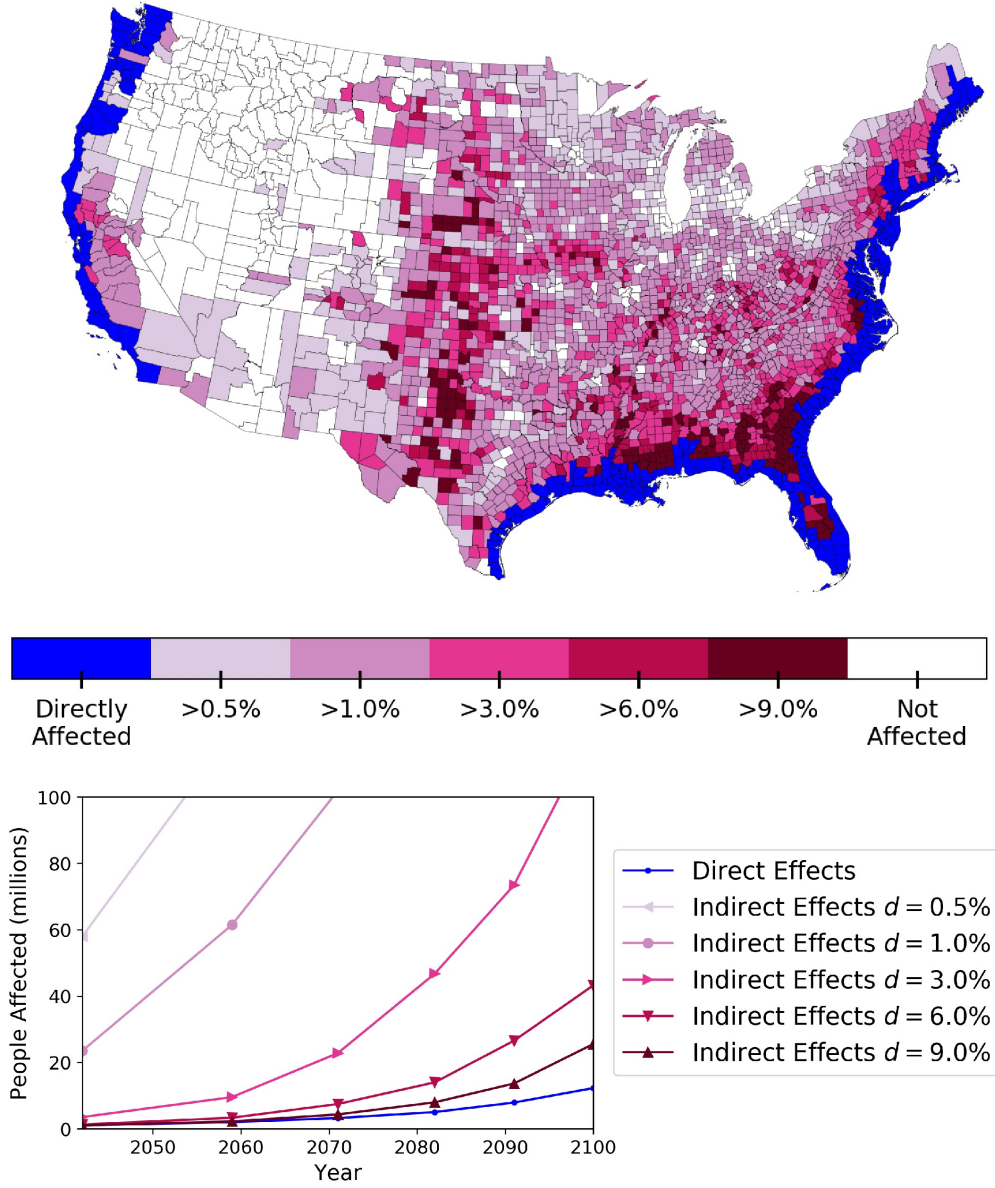 Directly
Affected
>0.5%
>1.0%
>3.0%
>6.0%
>9.0%
Not
Affected
100
80
60
40
20
0
People Affected (millions)
2050
2060
2070
2080
2090
2100
Year
Direct Effects
Indirect Effects d = 0.5%
Indirect Effects d = 1.0%
Indirect Effects d = 3.0%
Indirect Effects d = 6.0%
Indirect Effects d = 9.0%